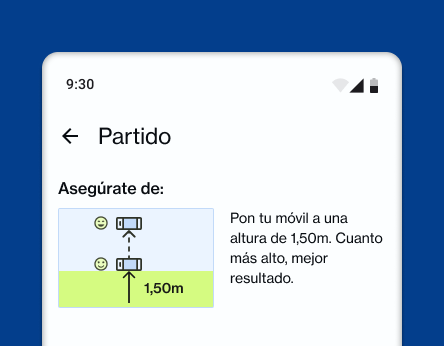 9:30
Partido
Asegúrate de:
1,50m
Pon tu móvil a una
altura de 1,50m. Cuanto
más alto, mejor
resultado.